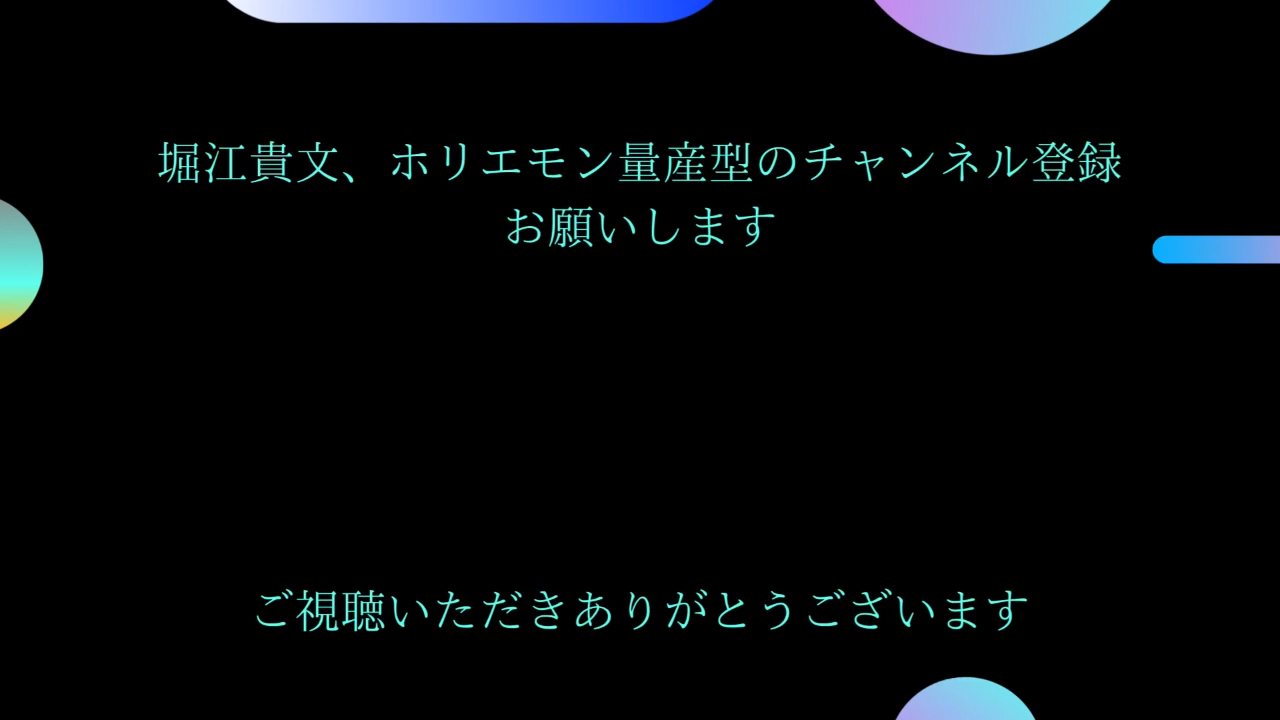 堀江貴文、ホリエモン量産型のチャンネル登録
お願いします
ご視聴いただきありがとうございます